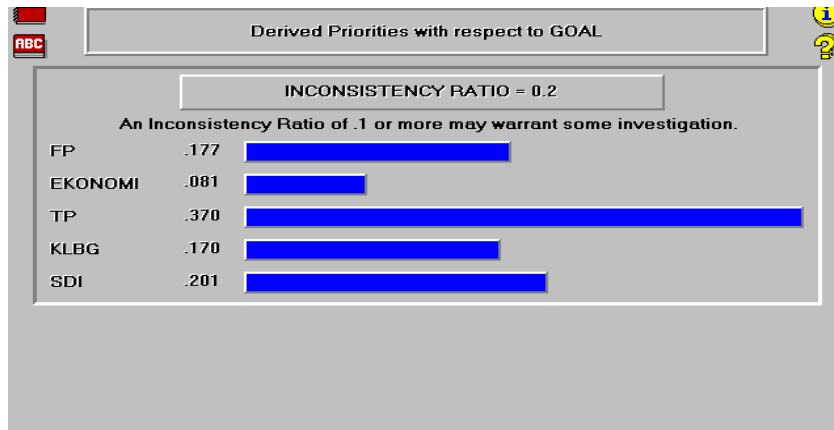 ABC
Derived Priorities with respect to GOAL
i
?
INCONSISTENCY RATIO = 0.2
An Inconsistency Ratio of .1 or more may warrant some investigation.
FP .177
EKONOMI .081
TP .370
KLBG .170
SDI .201